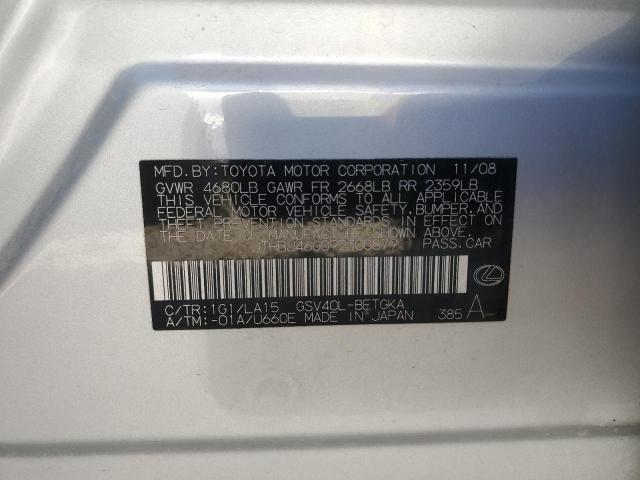 MFD. BY: TOYOTA MOTOR CORPORATION 11/08
GVWR 4680LB GAWR FR 2668LB RR 2359LB
THIS VEHICLE CONFORMS TO ALL APPLICABLE
FEDERAL MOTOR VEHICLE SAFETY, BUMPER, AND
THEFT PREVENTION STANDARDS IN EFFECT ON
THE DATE OF MANUFACTURE SHOWN ABOVE.
JTHBJ46G092300879 PASS. CAR
C/TR: 1G1/LA15 GSV40L-BETGKA
A/TM: -01A/U660E MADE IN JAPAN 385 A